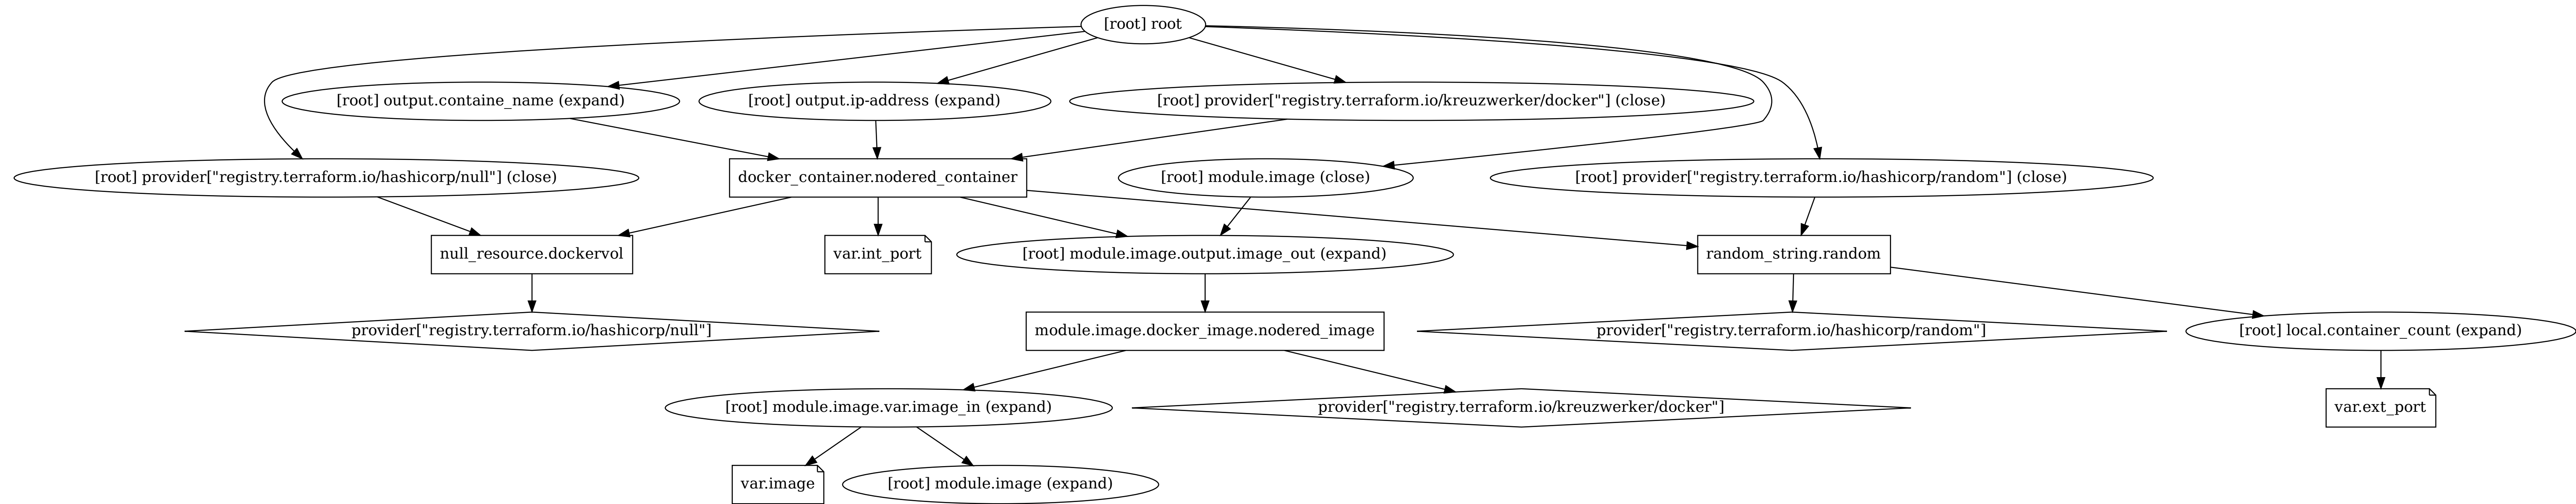 [root] root
[root] output.containe_name (expand)
[root] output.ip-address (expand)
[root] provider["registry.terraform.io/kreuzwerker/docker"] (close)
[root] provider["registry.terraform.io/hashicorp/null"] (close)
docker_container.nodered_container
[root] module.image (close)
[root] provider["registry.terraform.io/hashicorp/random"] (close)
null_resource.dockervol
var.int_port
[root] module.image.output.image_out (expand)
random_string.random
provider["registry.terraform.io/hashicorp/null"]
module.image.docker_image.nodered_image
provider["registry.terraform.io/hashicorp/random"]
[root] local.container_count (expand)
[root] module.image.var.image_in (expand)
provider["registry.terraform.io/kreuzwerker/docker"]
var.ext_port
var.image
[root] module.image (expand)